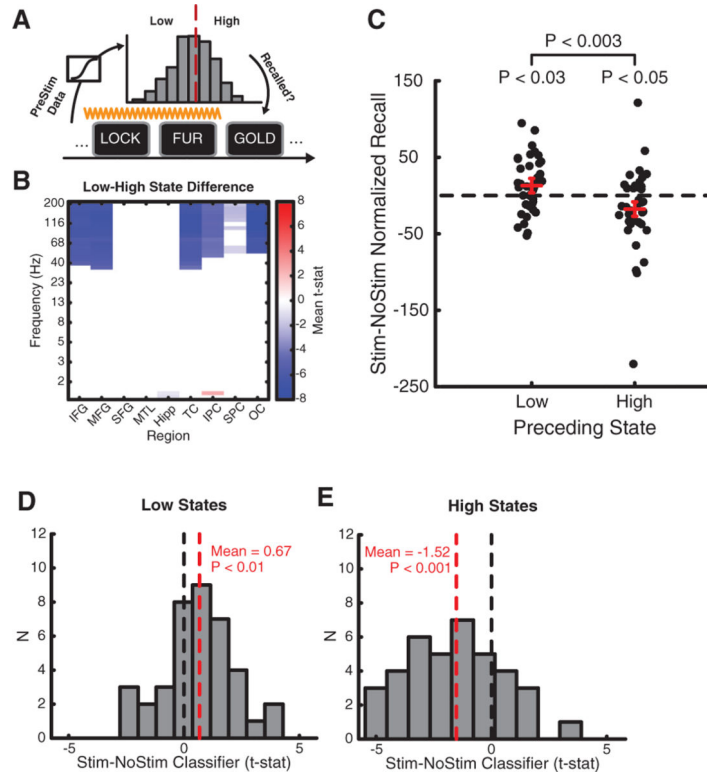 A
Low High
PreStim
Data
Recalled?
... LOCK FUR GOLD ...
B
Low-High State Difference
Frequency (Hz)
200
116
68
40
23
13
8
5
3
2
IFG MFG SFG MTL Hipp TC IPC SPC OC
Region
8
6
4
2
0
-2
-4
-6
-8
Mean t-stat
C
P < 0.003
P < 0.03 P < 0.05
Stim-NoStim Normalized Recall
150
50
-50
-150
-250
Low High
Preceding State
D
Low States
N
12
10
8
6
4
2
0
Mean = 0.67
P < 0.01
-5 0 5
Stim-NoStim Classifier (t-stat)
E
High States
N
12
10
8
6
4
2
0
Mean = -1.52
P < 0.001
-5 0 5
Stim-NoStim Classifier (t-stat)